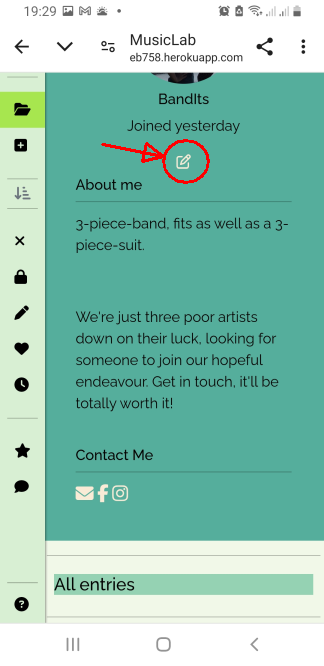 19:29
MusicLab
eb758.herokuapp.com
BandIts
Joined yesterday
About me
3-piece-band, fits as well as a 3-
piece-suit.
We're just three poor artists
down on their luck, looking for
someone to join our hopeful
endeavour. Get in touch, it'll be
totally worth it!
Contact Me
All entries